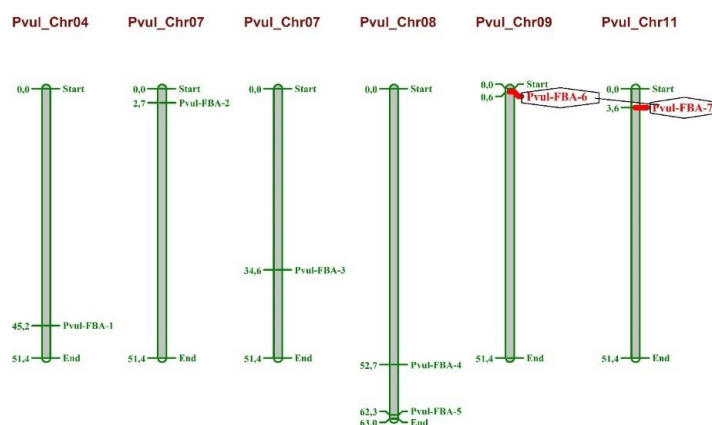 Pvul_Chr04 Pvul_Chr07 Pvul_Chr07 Pvul_Chr08 Pvul_Chr09 Pvul_Chr11
0,0 Start
45,2 Pvul-FBA-1
51,4 End
0,0 Start
2,7 Pvul-FBA-2
51,4 End
0,0 Start
34,6 Pvul-FBA-3
51,4 End
0,0 Start
52,7 Pvul-FBA-4
62,3 Pvul-FBA-5
63,0 End
0,0 Start
0,6 Pvul-FBA-6
51,4 End
0,0 Start
3,6 Pvul-FBA-7
51,4 End